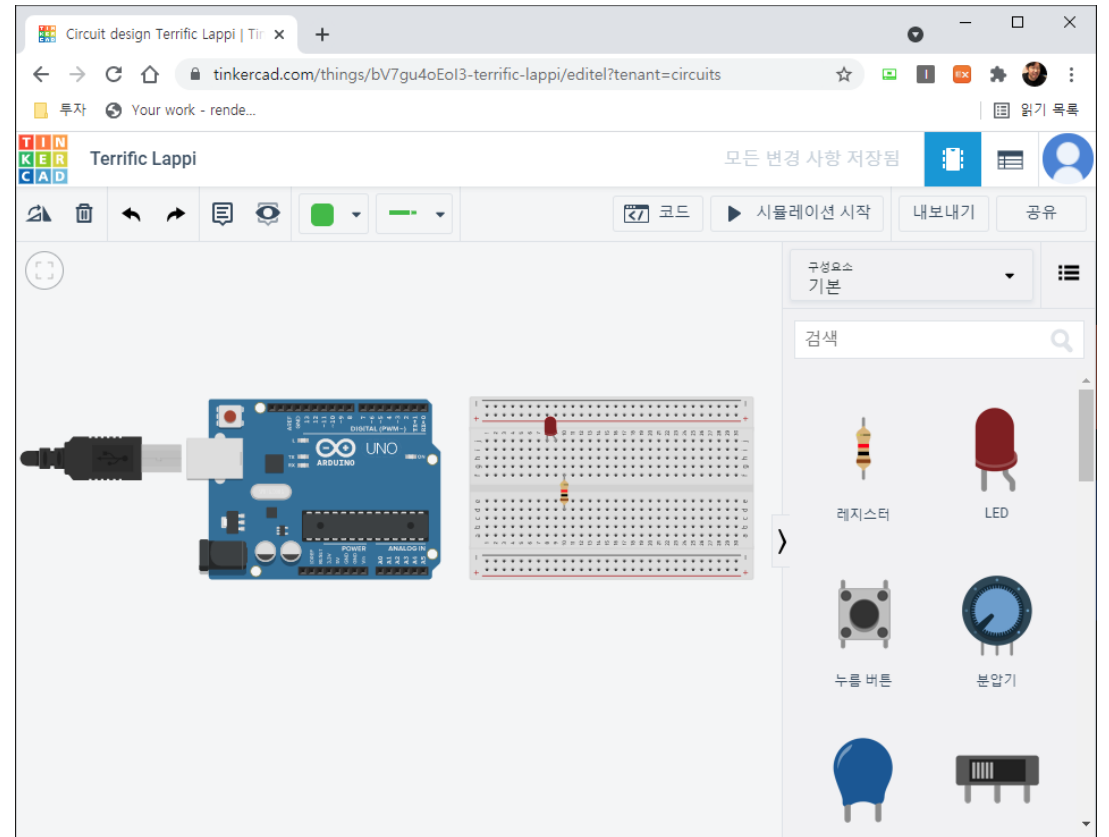 Circuit design Terrific Lappi | Tin
tinkercad.com/things/bV7gu4oEoI3-terrific-lappi/editel?tenant=circuits
투자
Your work - rende...
읽기 목록
TIN
KER
CAD
Terrific Lappi
모든 변경 사항 저장됨
코드
시뮬레이션 시작
내보내기
공유
구성요소
기본
검색
DIGITAL (PWM~)
UNO
ARDUINO
POWER
ANALOG IN
레지스터
LED
누름 버튼
분압기